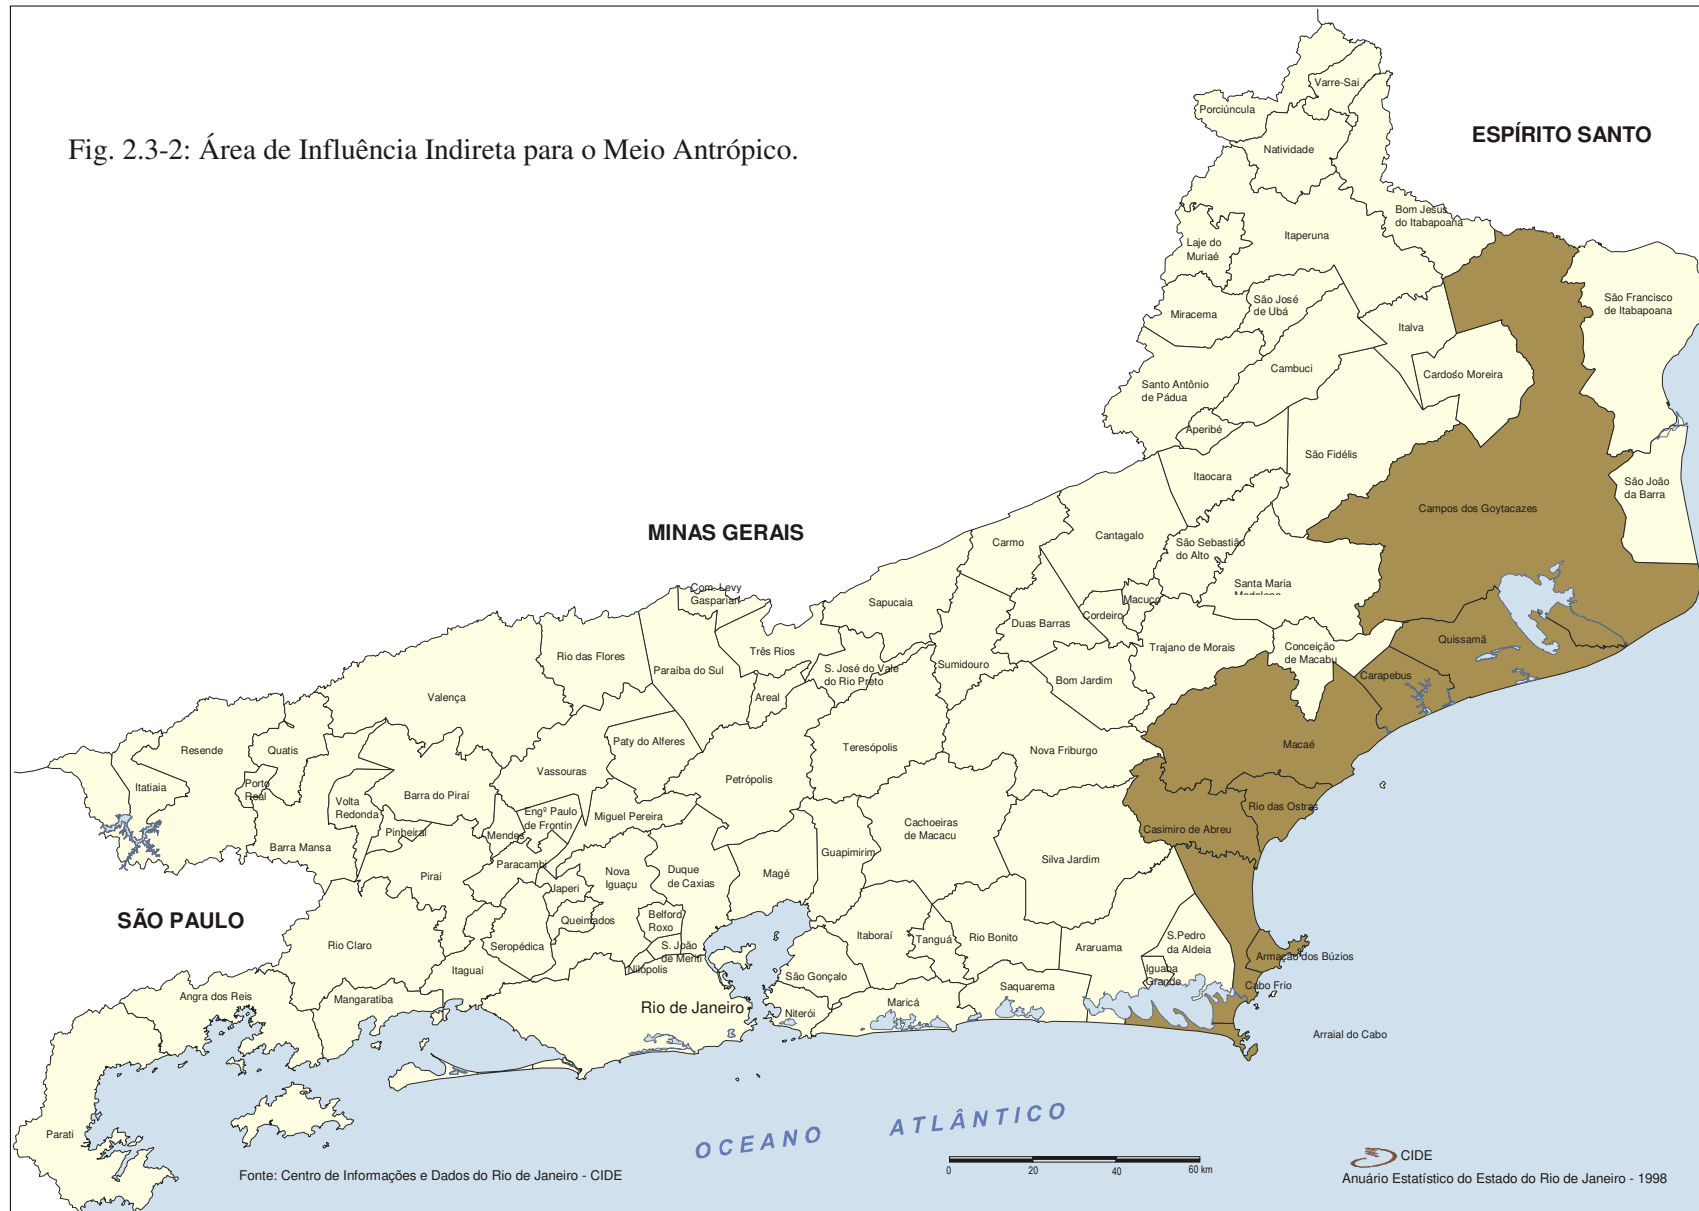 Fig. 2.3-2: Área de Influência Indireta para o Meio Antrópico.
ESPÍRITO SANTO
MINAS GERAIS
SÃO PAULO
Varre-Sai
Porciúncula
Natividade
Bom Jesus
do Itabapoana
Itaperuna
Laje do
Muriaé
São Francisco
de Itabapoana
São José
de Ubá
Miracema
Italva
Cambuci
Cardoso Moreira
Santo Antônio
de Pádua
Aperibé
São Fidélis
Itaocara
São João
da Barra
Campos dos Goytacazes
Carmo
Cantagalo
São Sebastião
do Alto
Santa Maria
Madalena
Com. Levy
Gasparian
Sapucaia
Macuco
Cordeiro
Duas Barras
Quissamã
Trajano de Morais
Conceição
de Macabu
Três Rios
Rio das Flores
Paraíba do Sul
S. José do Vale
do Rio Preto
Sumidouro
Carapebus
Bom Jardim
Valença
Areal
Resende
Quatis
Paty do Alferes
Teresópolis
Nova Friburgo
Macaé
Vassouras
Petrópolis
Itatiaia
Porto
Real
Barra do Piraí
Volta
Redonda
Engº Paulo
de Frontin
Miguel Pereira
Rio das Ostras
Cachoeiras
de Macacu
Casimiro de Abreu
Pinheiral
Mendes
Barra Mansa
Guapimirim
Silva Jardim
Paracambi
Piraí
Nova
Iguaçu
Duque
de Caxias
Magé
Japeri
Queimados
Belford
Roxo
Rio Claro
Seropédica
S. João
de Meriti
Itaboraí
Tanguá
Rio Bonito
Araruama
S.Pedro
da Aldeia
Armação dos Búzios
Itaguaí
Nilópolis
São Gonçalo
Iguaba
Grande
Cabo Frio
Saquarema
Angra dos Reis
Mangaratiba
Rio de Janeiro
Niterói
Maricá
Arraial do Cabo
Parati
OCEANO ATLÂNTICO
0 20 40 60 km
Fonte: Centro de Informações e Dados do Rio de Janeiro - CIDE
CIDE
Anuário Estatístico do Estado do Rio de Janeiro - 1998